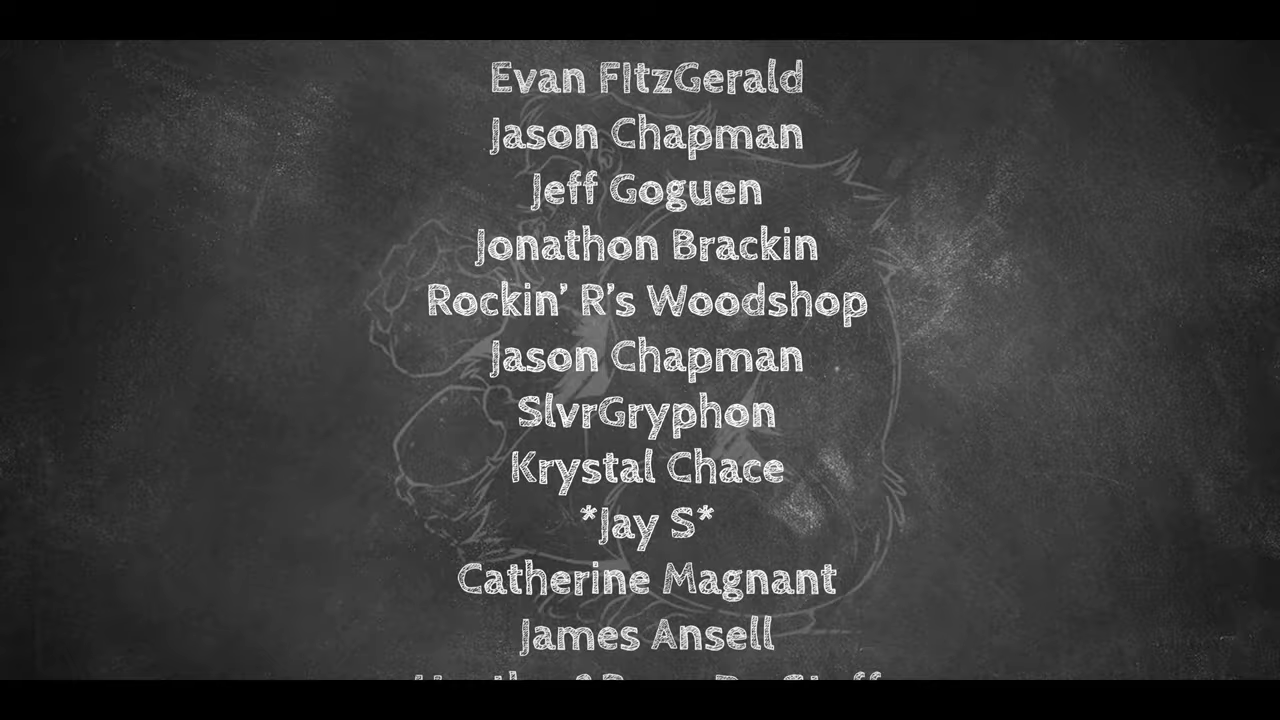 Evan FItzGerald
Jason Chapman
Jeff Goguen
Jonathon Brackin
Rockin' R's Woodshop
Jason Chapman
SlvrGryphon
Krystal Chace
*Jay S*
Catherine Magnant
James Ansell